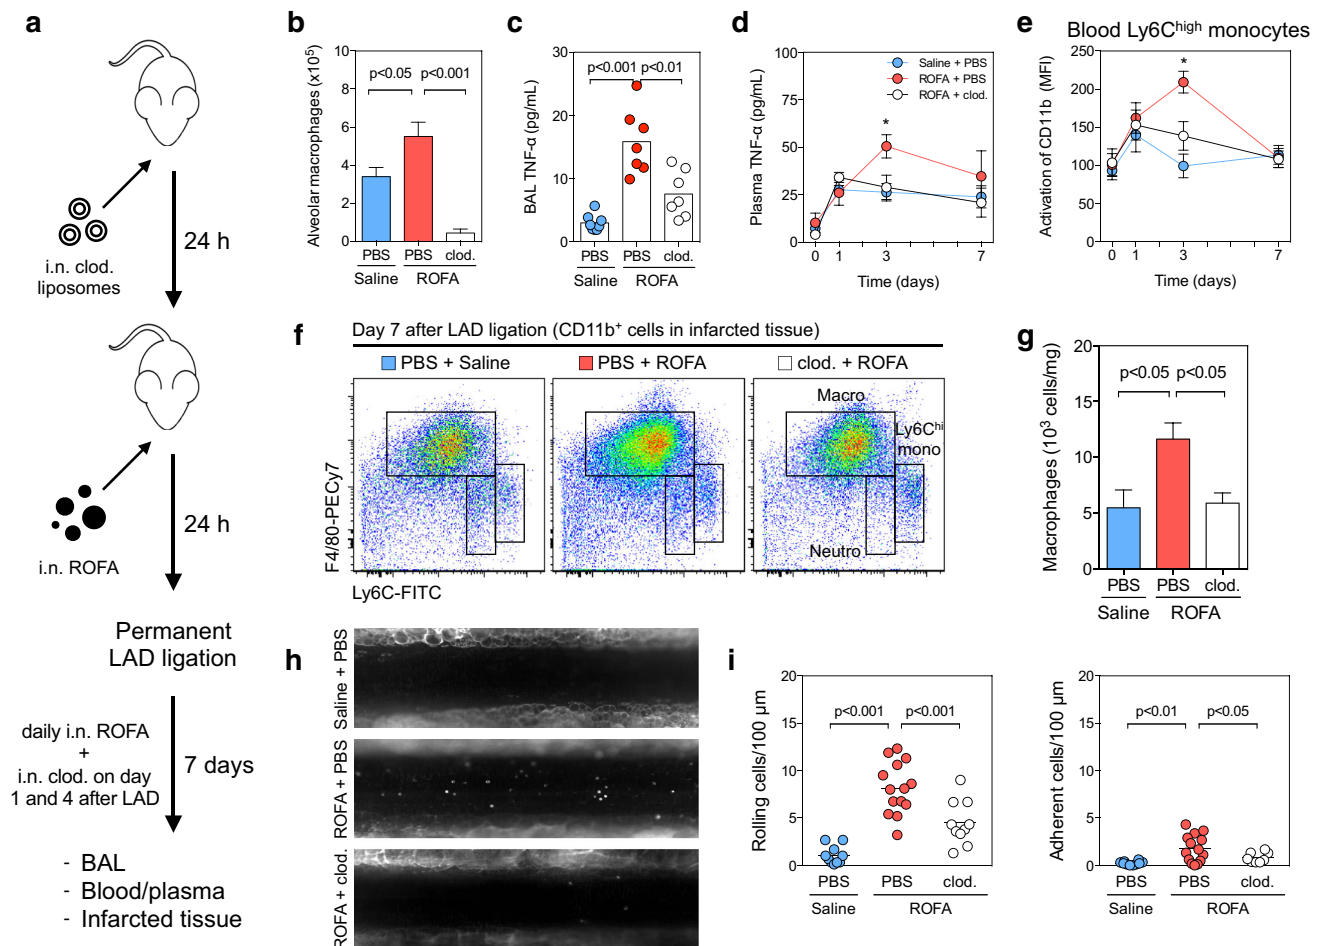 a
24 h
i.n. clod.
liposomes
24 h
i.n. ROFA
Permanent
LAD ligation
daily i.n. ROFA
+
i.n. clod. on day
1 and 4 after LAD
7 days
- BAL
- Blood/plasma
- Infarcted tissue
b
Alveolar macrophages (x10⁵)
10
8
6
4
2
0
p<0.05
p<0.001
PBS PBS clod.
Saline ROFA
c
BAL TNF-α (pg/mL)
30
20
10
0
p<0.001 p<0.01
PBS PBS clod.
Saline ROFA
d
Plasma TNF-α (pg/mL)
100
75
50
25
0
Saline + PBS
ROFA + PBS
ROFA + clod.
*
0 1 3 7
Time (days)
e
Blood Ly6Cʰⁱᵍʰ monocytes
Activation of CD11b (MFI)
250
200
150
100
50
0
*
0 1 3 7
Time (days)
f
Day 7 after LAD ligation (CD11b⁺ cells in infarcted tissue)
PBS + Saline
PBS + ROFA
clod. + ROFA
Macro
Ly6Cʰⁱ
mono
Neutro
F4/80-PECy7
Ly6C-FITC
g
Macrophages (10³ cells/mg)
20
15
10
5
0
p<0.05 p<0.05
PBS PBS clod.
Saline ROFA
h
Saline + PBS
ROFA + PBS
ROFA + clod.
i
Rolling cells/100 µm
20
15
10
5
0
p<0.001 p<0.001
PBS PBS clod.
Saline ROFA
Adherent cells/100 µm
20
15
10
5
0
p<0.01 p<0.05
PBS PBS clod.
Saline ROFA